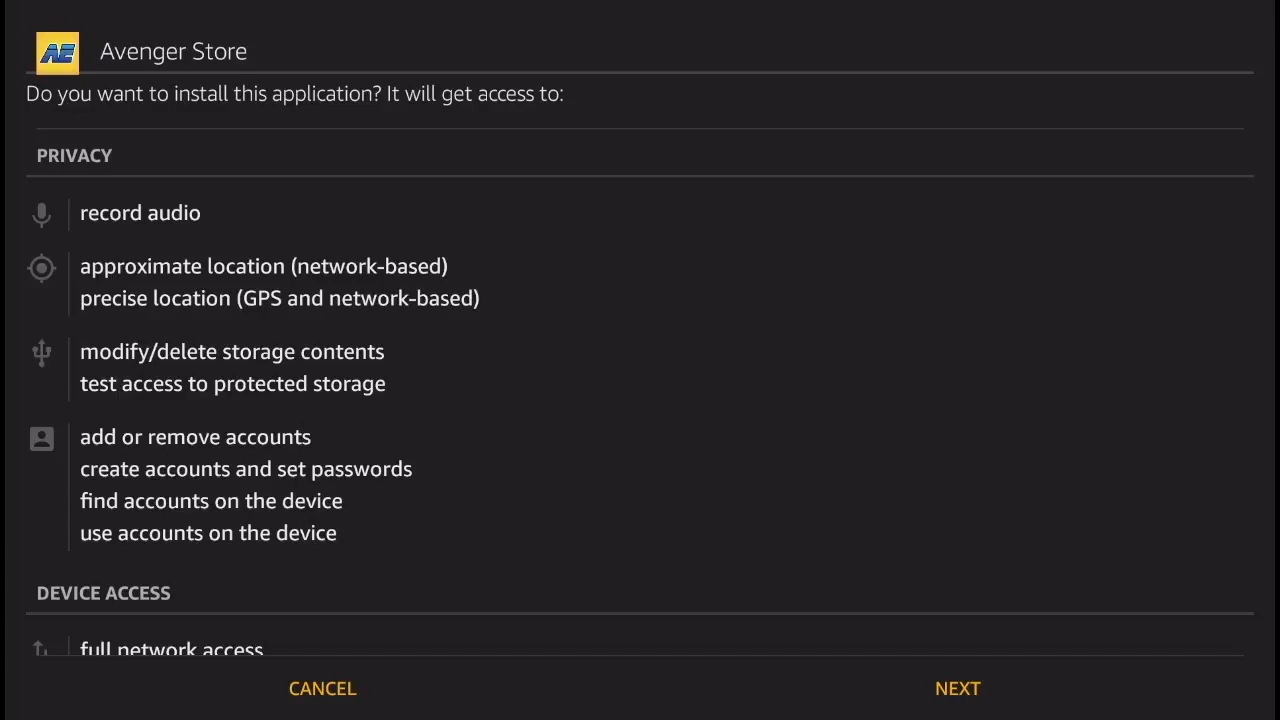 AE Avenger Store
Do you want to install this application? It will get access to:
PRIVACY
record audio
approximate location (network-based)
precise location (GPS and network-based)
modify/delete storage contents
test access to protected storage
add or remove accounts
create accounts and set passwords
find accounts on the device
use accounts on the device
DEVICE ACCESS
full network access
CANCEL NEXT